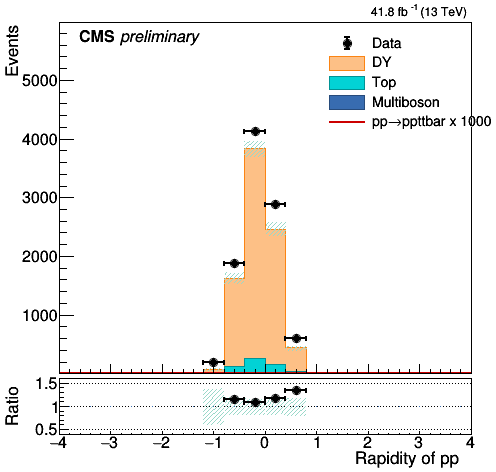 41.8 fb⁻¹ (13 TeV)
CMS preliminary
Events
Data
DY
Top
Multiboson
pp→ppttbar x 1000
5000
4000
3000
2000
1000
Ratio
1.5
1
0.5
−4 −3 −2 −1 0 1 2 3 4
Rapidity of pp